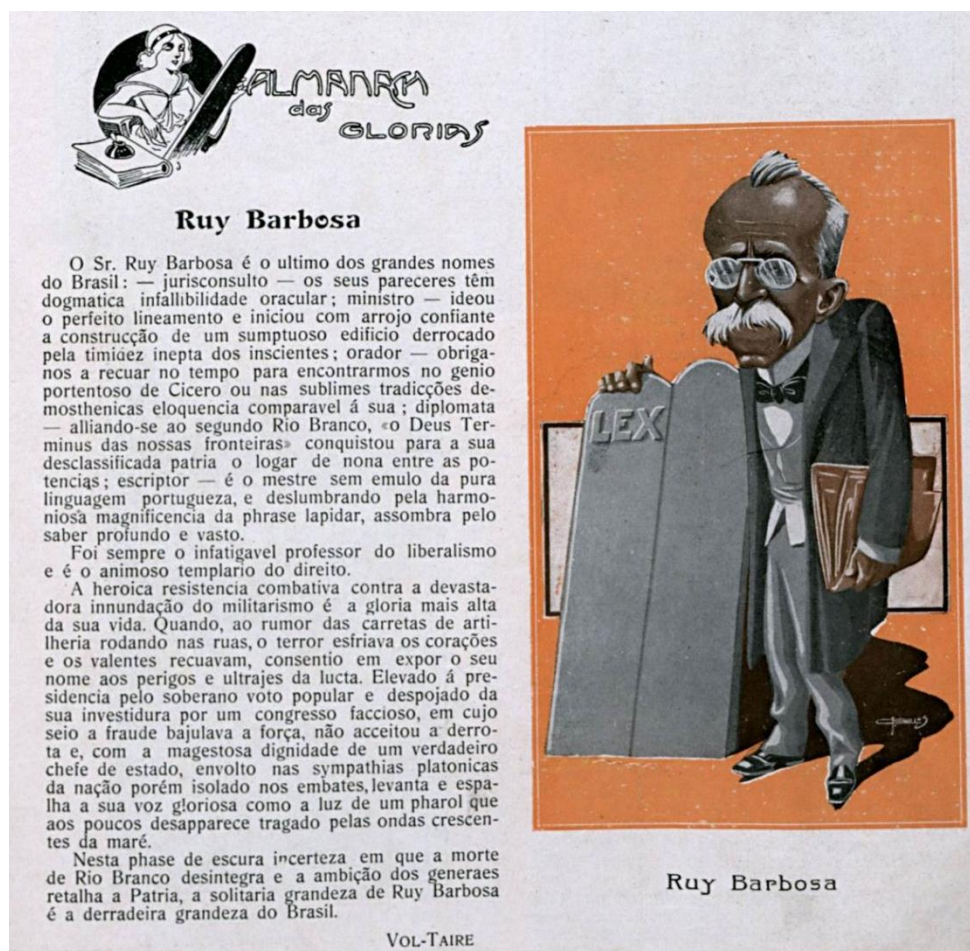 ALMANACH
das
GLORIAS
Ruy Barbosa
O Sr. Ruy Barbosa é o ultimo dos grandes nomes
do Brasil: — jurisconsulto — os seus pareceres têm
dogmatica infallibilidade oracular; ministro — ideou
o perfeito lineamento e iniciou com arrojo confiante
a construcção de um sumptuoso edificio derrocado
pela timidez inepta dos inscientes; orador — obriga-
nos a recuar no tempo para encontrarmos no genio
portentoso de Cicero ou nas sublimes tradicções de-
mosthenicas eloquencia comparavel á sua; diplomata
— alliando-se ao segundo Rio Branco, «o Deus Ter-
minus das nossas fronteiras» conquistou para a sua
desclassificada patria o logar de nona entre as po-
tencias; escriptor — é o mestre sem emulo da pura
linguagem portugueza, e deslumbrando pela harmo-
niosa magnificencia da phrase lapidar, assombra pelo
saber profundo e vasto.
Foi sempre o infatigavel professor do liberalismo
e é o animoso templario do direito.
A heroica resistencia combativa contra a devasta-
dora innundação do militarismo é a gloria mais alta
da sua vida. Quando, ao rumor das carretas de arti-
lheria rodando nas ruas, o terror esfriava os corações
e os valentes recuavam, consentio em expor o seu
nome aos perigos e ultrajes da lucta. Elevado á pre-
sidencia pelo soberano voto popular e despojado da
sua investidura por um congresso faccioso, em cujo
seio a fraude bajulava a força, não acceitou a derro-
ta e, com a magestosa dignidade de um verdadeiro
chefe de estado, envolto nas sympathias platonicas
da nação porém isolado nos embates, levanta e espa-
lha a sua voz gloriosa como a luz de um pharol que
aos poucos desapparece tragado pelas ondas crescen-
tes da maré.
Nesta phase de escura incerteza em que a morte
de Rio Branco desintegra e a ambição dos generaes
retalha a Patria, a solitaria grandeza de Ruy Barbosa
é a derradeira grandeza do Brasil.
VOL-TAIRE
LEX
Ruy Barbosa